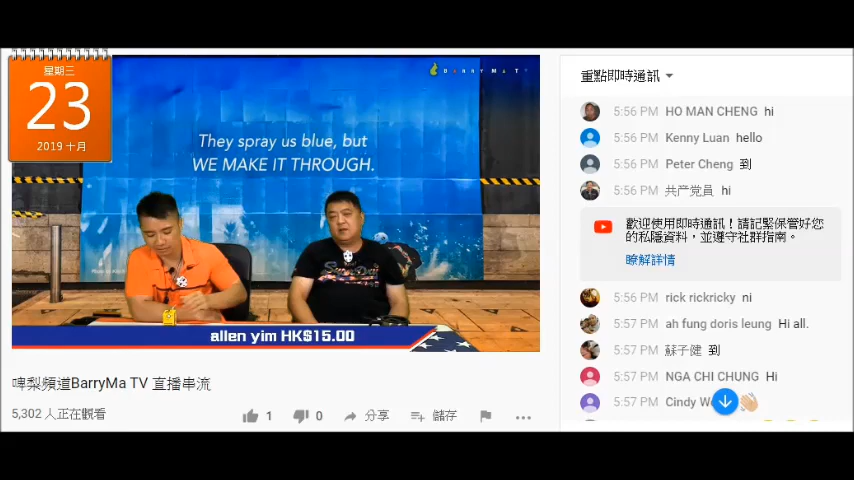 星期三
23
2019 十月
BARRY MA TV
They spray us blue, but
WE MAKE IT THROUGH.
allen yim HK$15.00
啤梨頻道BarryMa TV 直播串流
5,302 人正在觀看
1
0
分享
儲存
重點即時通訊
5:56 PM HO MAN CHENG hi
5:56 PM Kenny Luan hello
5:56 PM Peter Cheng 到
5:56 PM 共产党員 hi
歡迎使用即時通訊！請記緊保管好您
的私隱資料，並遵守社群指南。
瞭解詳情
5:56 PM rick rickricky ni
5:57 PM ah fung doris leung Hi all.
5:57 PM 蘇子健 到
5:57 PM NGA CHI CHUNG Hi
5:57 PM Cindy W